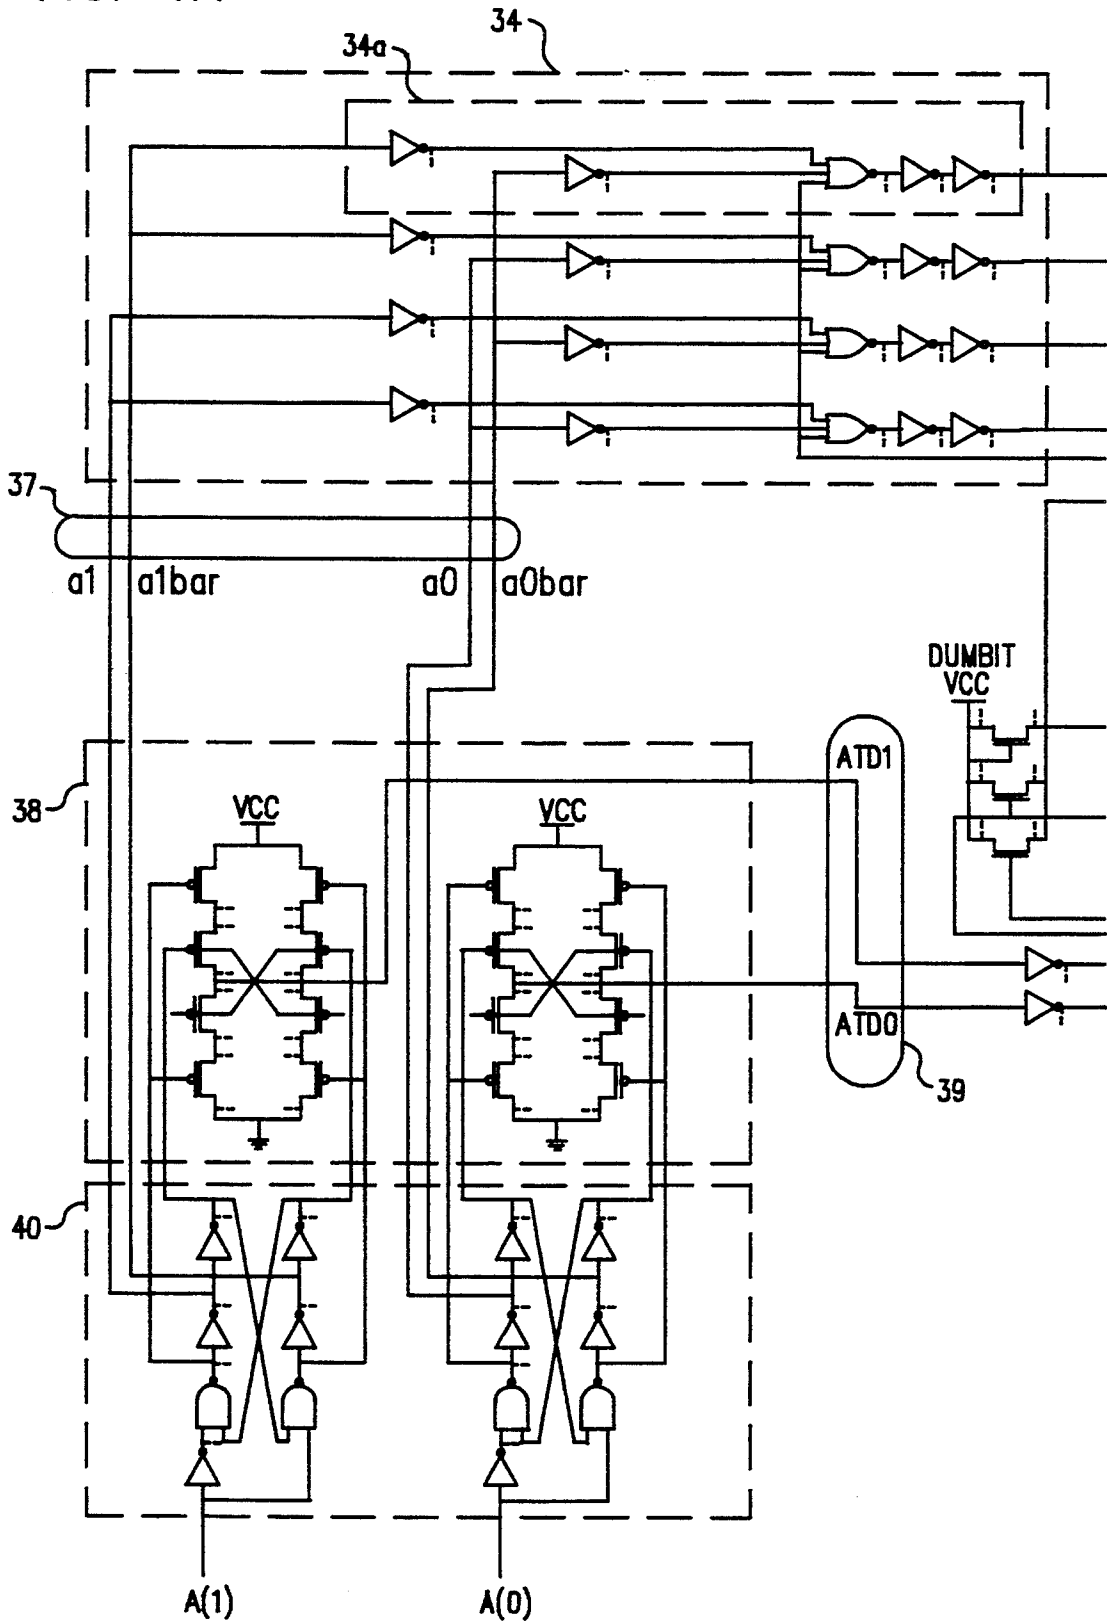 34
34a
37
a1
a1bar
a0
a0bar
DUMBIT
VCC
38
VCC
VCC
ATD1
ATD0
39
40
A(1)
A(0)